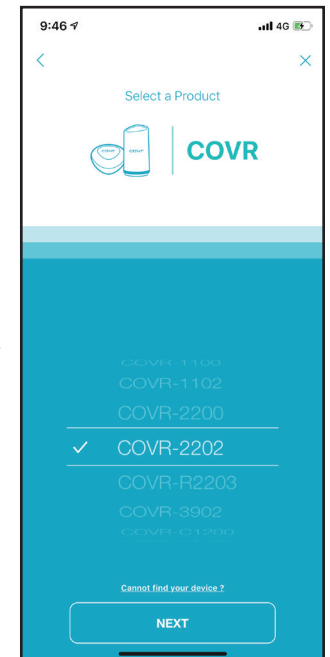 9:46
4G
Select a Product
COVR
COVR
COVR
COVR-1100
COVR-1102
COVR-2200
COVR-2202
COVR-R2203
COVR-3902
COVR-C1200
Cannot find your device ?
NEXT